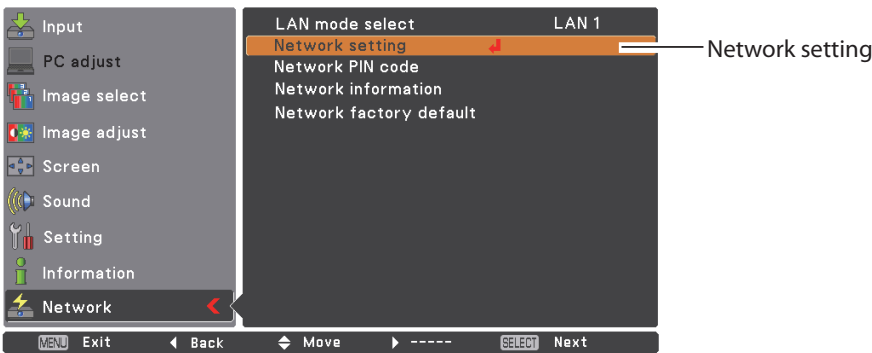 Input
PC adjust
Image select
Image adjust
Screen
Sound
Setting
Information
Network
LAN mode select LAN 1
Network setting
Network PIN code
Network information
Network factory default
Network setting
MENU Exit Back Move ----- SELECT Next